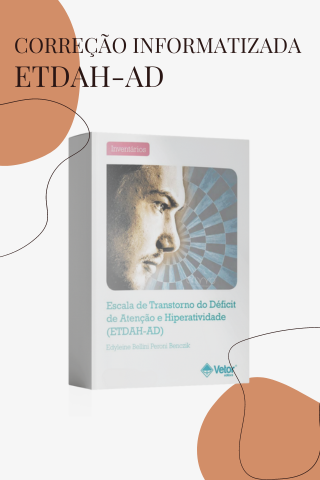 CORREÇÃO INFORMATIZADA
ETDAH-AD
Inventários
Escala de Transtorno do Déficit
de Atenção e Hiperatividade
(ETDAH-AD)
Edyleine Bellini Peroni Benczik
Vetor